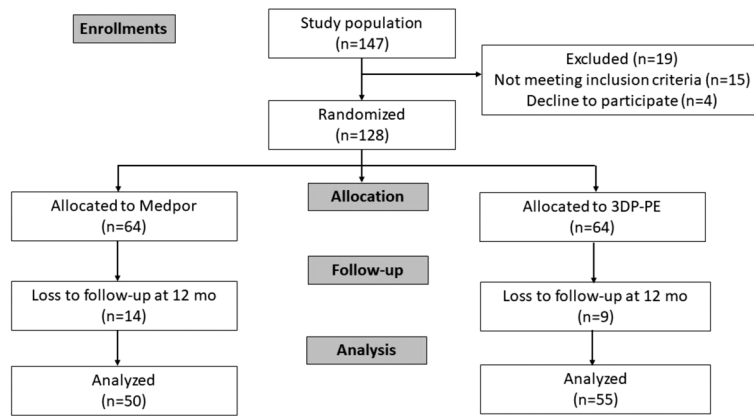 Enrollments
Study population
(n=147)
Excluded (n=19)
Not meeting inclusion criteria (n=15)
Decline to participate (n=4)
Randomized
(n=128)
Allocation
Allocated to Medpor
(n=64)
Allocated to 3DP-PE
(n=64)
Follow-up
Loss to follow-up at 12 mo
(n=14)
Loss to follow-up at 12 mo
(n=9)
Analysis
Analyzed
(n=50)
Analyzed
(n=55)